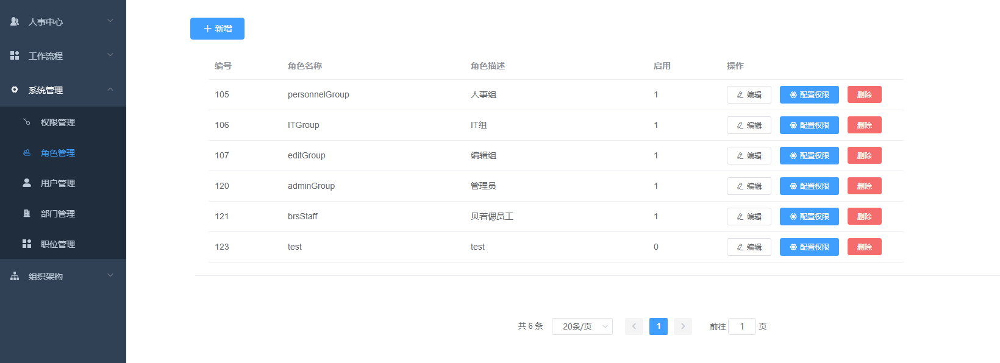 人事中心
工作流程
系统管理
权限管理
角色管理
用户管理
部门管理
职位管理
组织架构
新增
编号 角色名称 角色描述 启用 操作
105 personnelGroup 人事组 1 编辑 配置权限 删除
106 ITGroup IT组 1 编辑 配置权限 删除
107 editGroup 编辑组 1 编辑 配置权限 删除
120 adminGroup 管理员 1 编辑 配置权限 删除
121 brsStaff 贝若偲员工 1 编辑 配置权限 删除
123 test test 0 编辑 配置权限 删除
共 6 条 20条/页 1 前往 1 页